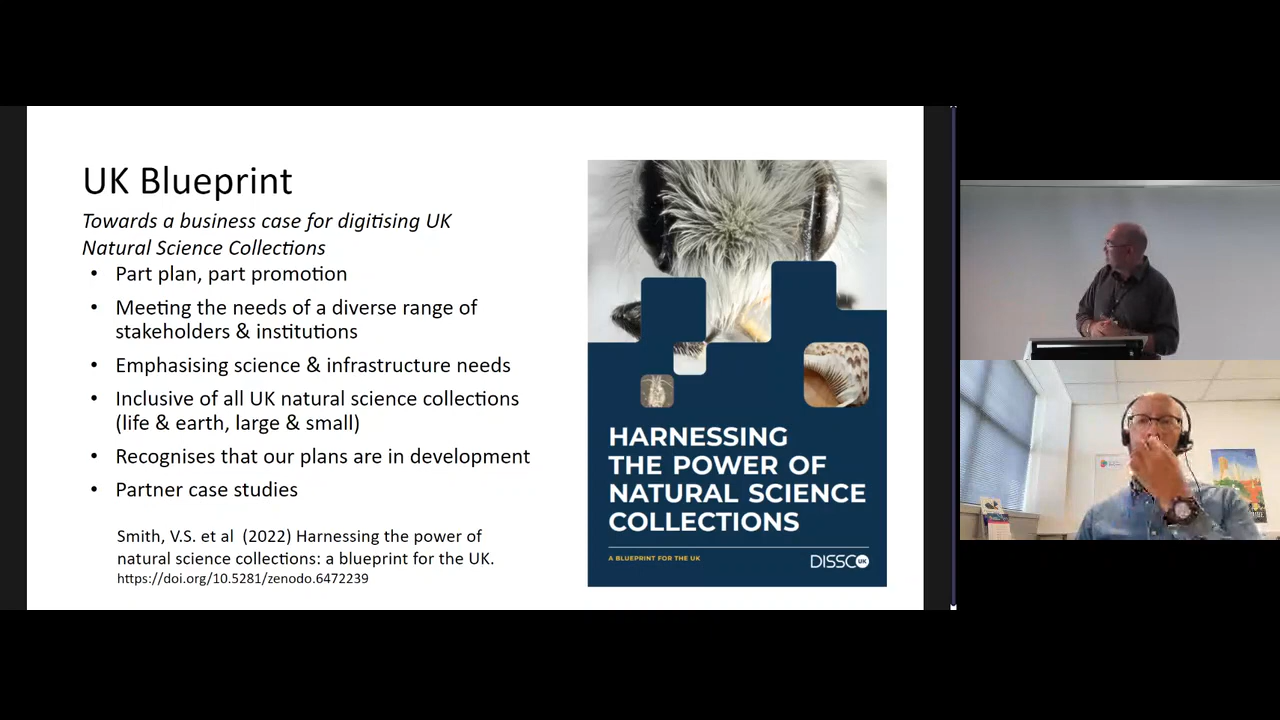 UK Blueprint
Towards a business case for digitising UK
Natural Science Collections
• Part plan, part promotion
• Meeting the needs of a diverse range of
stakeholders & institutions
• Emphasising science & infrastructure needs
• Inclusive of all UK natural science collections
(life & earth, large & small)
• Recognises that our plans are in development
• Partner case studies
Smith, V.S. et al (2022) Harnessing the power of
natural science collections: a blueprint for the UK.
https://doi.org/10.5281/zenodo.6472239
HARNESSING
THE POWER OF
NATURAL SCIENCE
COLLECTIONS
A BLUEPRINT FOR THE UK
DISSCO UK